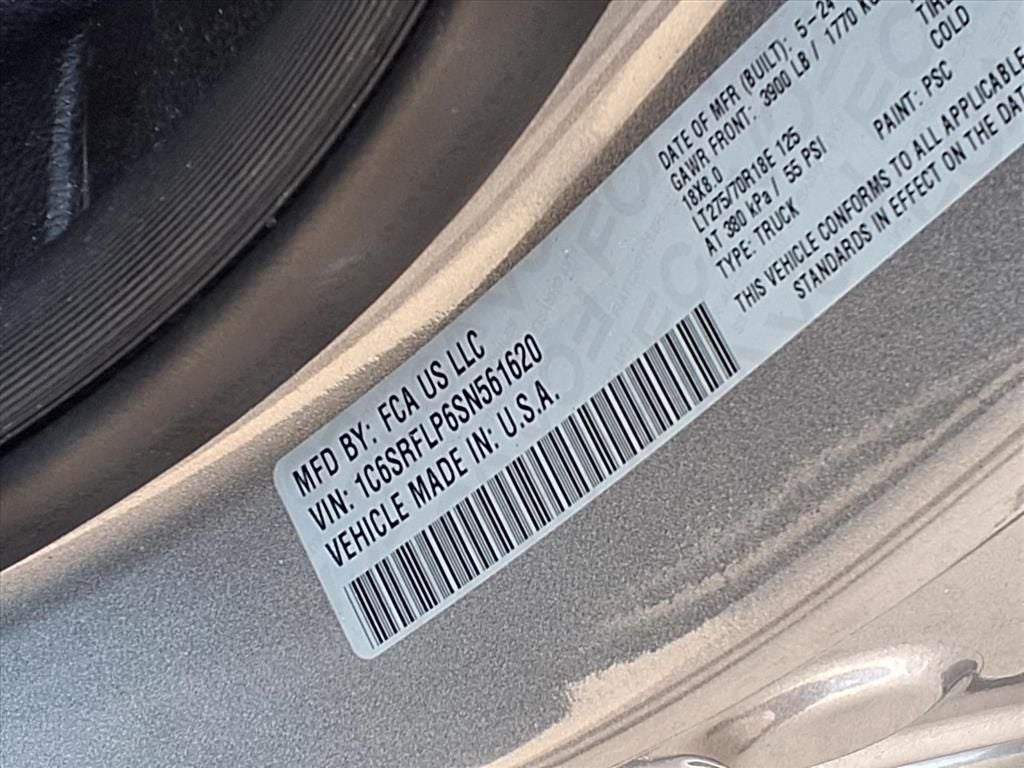 MFD BY: FCA US LLC
VIN: 1C6SRFLP6SN561620
VEHICLE MADE IN: U.S.A.
DATE OF MFR (BUILT): 5-24
GAWR FRONT: 3900 LB / 1770 KG
18X8.0
LT275/70R18E 125
AT 380 kPa / 55 PSI
TYPE: TRUCK
PAINT: PSC
COLD
THIS VEHICLE CONFORMS TO ALL APPLICABLE
STANDARDS IN EFFECT ON THE DAT